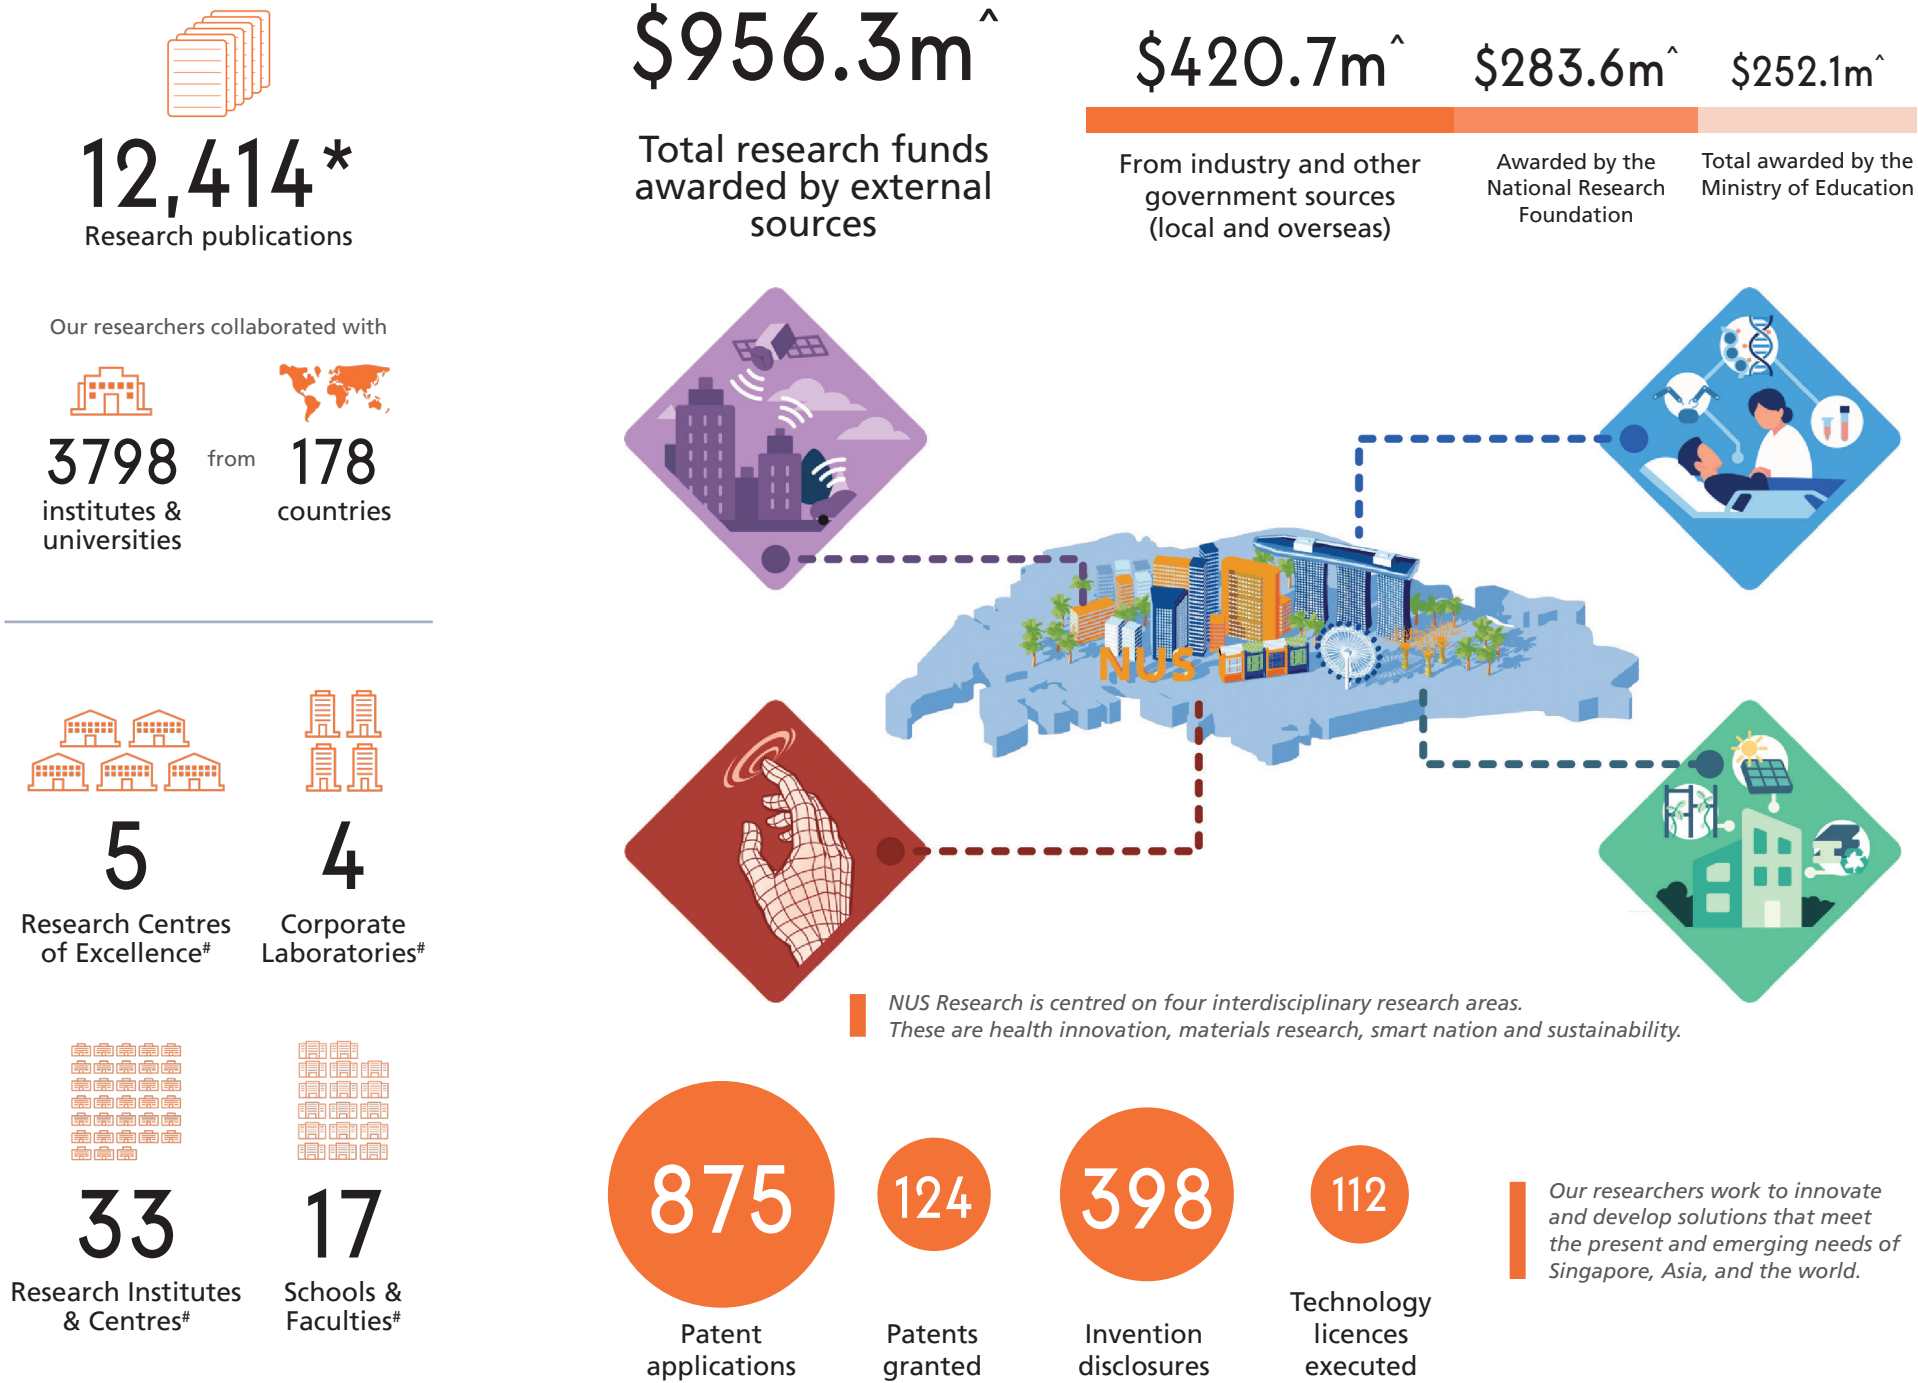 12,414*
Research publications
Our researchers collaborated with
3798
institutes &
universities
from
178
countries
5
Research Centres
of Excellence#
4
Corporate
Laboratories#
33
Research Institutes
& Centres#
17
Schools &
Faculties#
$956.3m^
Total research funds
awarded by external
sources
$420.7m^
From industry and other
government sources
(local and overseas)
$283.6m^
Awarded by the
National Research
Foundation
$252.1m^
Total awarded by the
Ministry of Education
NUS
NUS Research is centred on four interdisciplinary research areas.
These are health innovation, materials research, smart nation and sustainability.
875
Patent
applications
124
Patents
granted
398
Invention
disclosures
112
Technology
licences
executed
Our researchers work to innovate
and develop solutions that meet
the present and emerging needs of
Singapore, Asia, and the world.